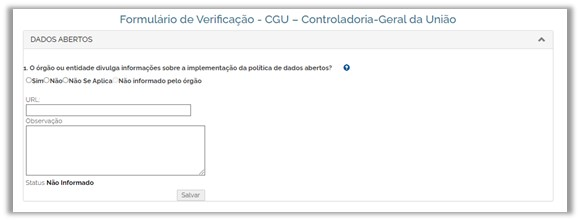 Formulário de Verificação - CGU – Controladoria-Geral da União
DADOS ABERTOS
1. O órgão ou entidade divulga informações sobre a implementação da política de dados abertos? ?
Sim Não Não Se Aplica Não informado pelo órgão
URL:
Observação
Status Não Informado
Salvar